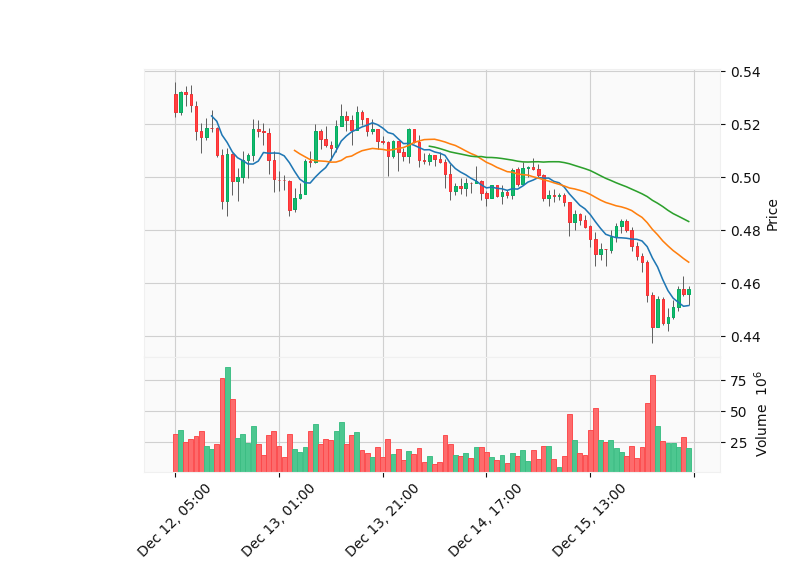 0.54
0.52
0.50
0.48
0.46
0.44
Price
75
50
25
Volume 10^6
Dec 12, 05:00
Dec 13, 01:00
Dec 13, 21:00
Dec 14, 17:00
Dec 15, 13:00